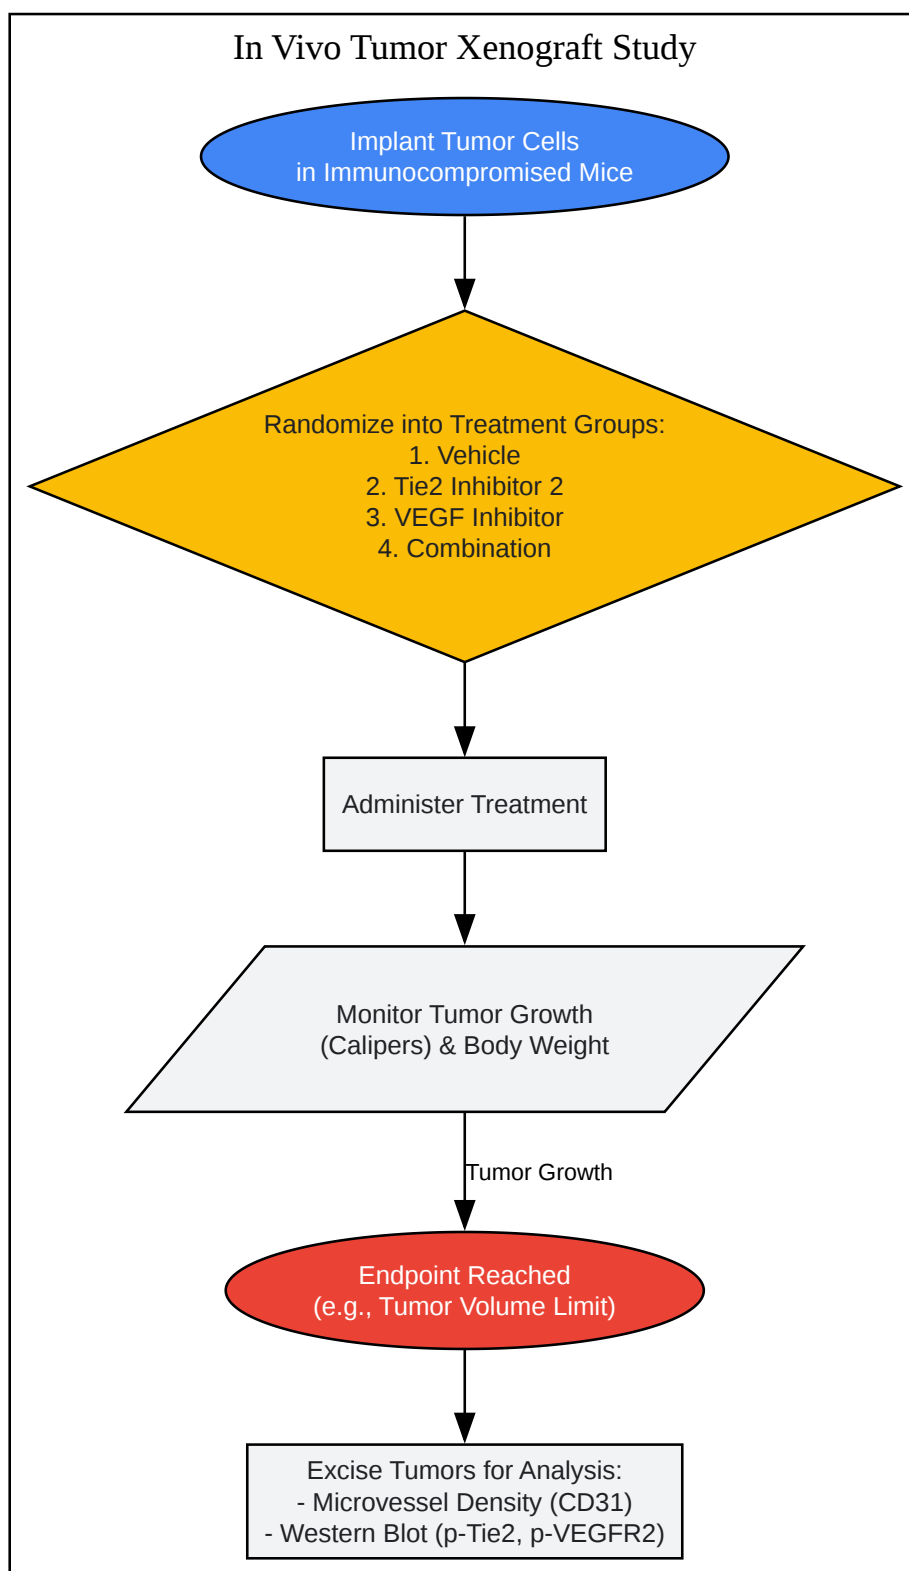 In Vivo Tumor Xenograft Study
Implant Tumor Cells
in Immunocompromised Mice
Randomize into Treatment Groups:
1. Vehicle
2. Tie2 Inhibitor 2
3. VEGF Inhibitor
4. Combination
Administer Treatment
Monitor Tumor Growth
(Calipers) & Body Weight
Tumor Growth
Endpoint Reached
(e.g., Tumor Volume Limit)
Excise Tumors for Analysis:
- Microvessel Density (CD31)
- Western Blot (p-Tie2, p-VEGFR2)